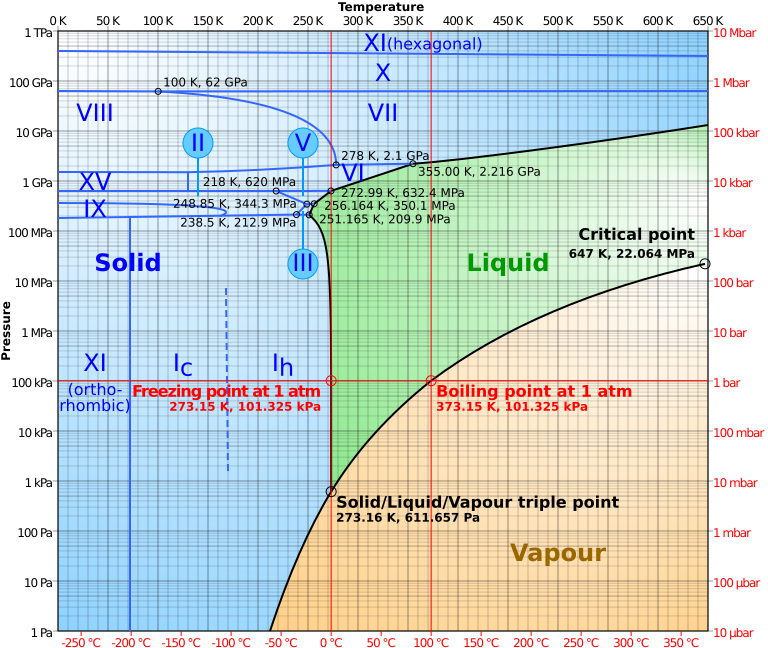 Temperature
0 K 50 K 100 K 150 K 200 K 250 K 300 K 350 K 400 K 450 K 500 K 550 K 600 K 650 K
1 TPa
10 Mbar
XI (hexagonal)
X
100 GPa
1 Mbar
100 K, 62 GPa
VIII
VII
10 GPa
100 kbar
II
V
278 K, 2.1 GPa
355.00 K, 2.216 GPa
VI
XV
218 K, 620 MPa
1 GPa
10 kbar
272.99 K, 632.4 MPa
IX
248.85 K, 344.3 MPa
256.164 K, 350.1 MPa
238.5 K, 212.9 MPa
251.165 K, 209.9 MPa
100 MPa
1 kbar
Critical point
647 K, 22.064 MPa
Solid
III
Liquid
10 MPa
100 bar
Pressure
1 MPa
10 bar
XI
(ortho-
rhombic)
Ic
Ih
100 kPa
1 bar
Freezing point at 1 atm
273.15 K, 101.325 kPa
Boiling point at 1 atm
373.15 K, 101.325 kPa
10 kPa
100 mbar
1 kPa
10 mbar
Solid/Liquid/Vapour triple point
273.16 K, 611.657 Pa
100 Pa
1 mbar
Vapour
10 Pa
100 µbar
1 Pa
10 µbar
-250 °C -200 °C -150 °C -100 °C -50 °C 0 °C 50 °C 100 °C 150 °C 200 °C 250 °C 300 °C 350 °C